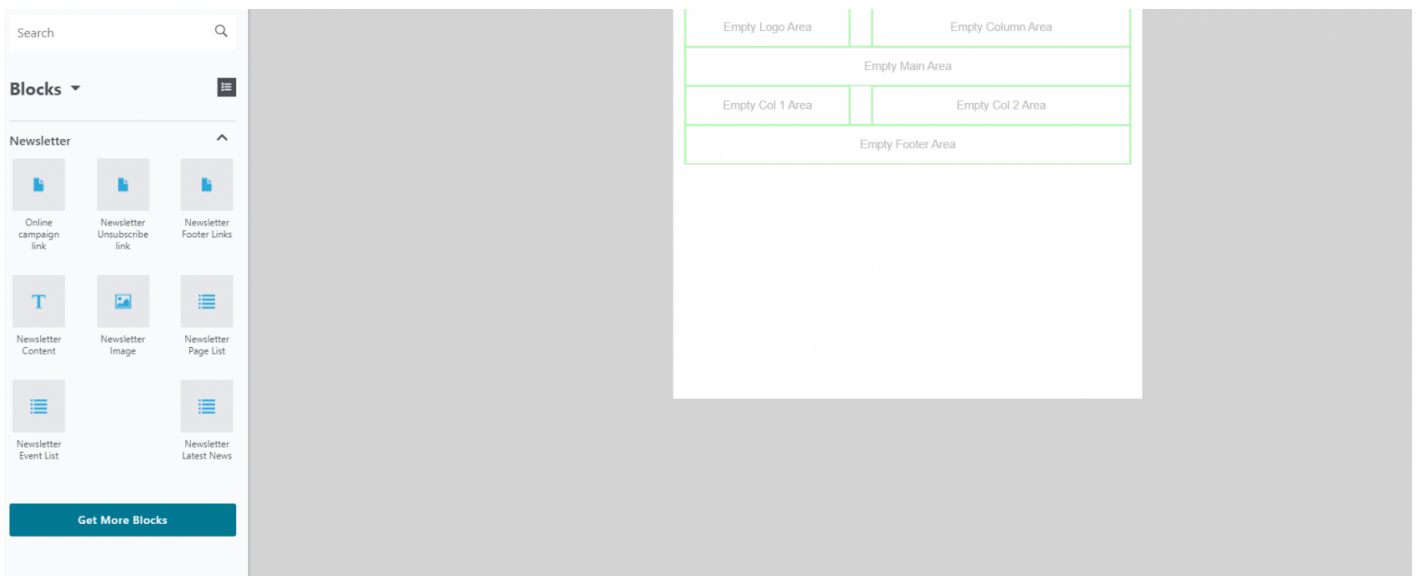 Search
Blocks
Newsletter
Online
campaign
link
Newsletter
Unsubscribe
link
Newsletter
Footer Links
T
Newsletter
Content
Newsletter
Image
Newsletter
Page List
Newsletter
Event List
Newsletter
Latest News
Get More Blocks
Empty Logo Area
Empty Column Area
Empty Main Area
Empty Col 1 Area
Empty Col 2 Area
Empty Footer Area